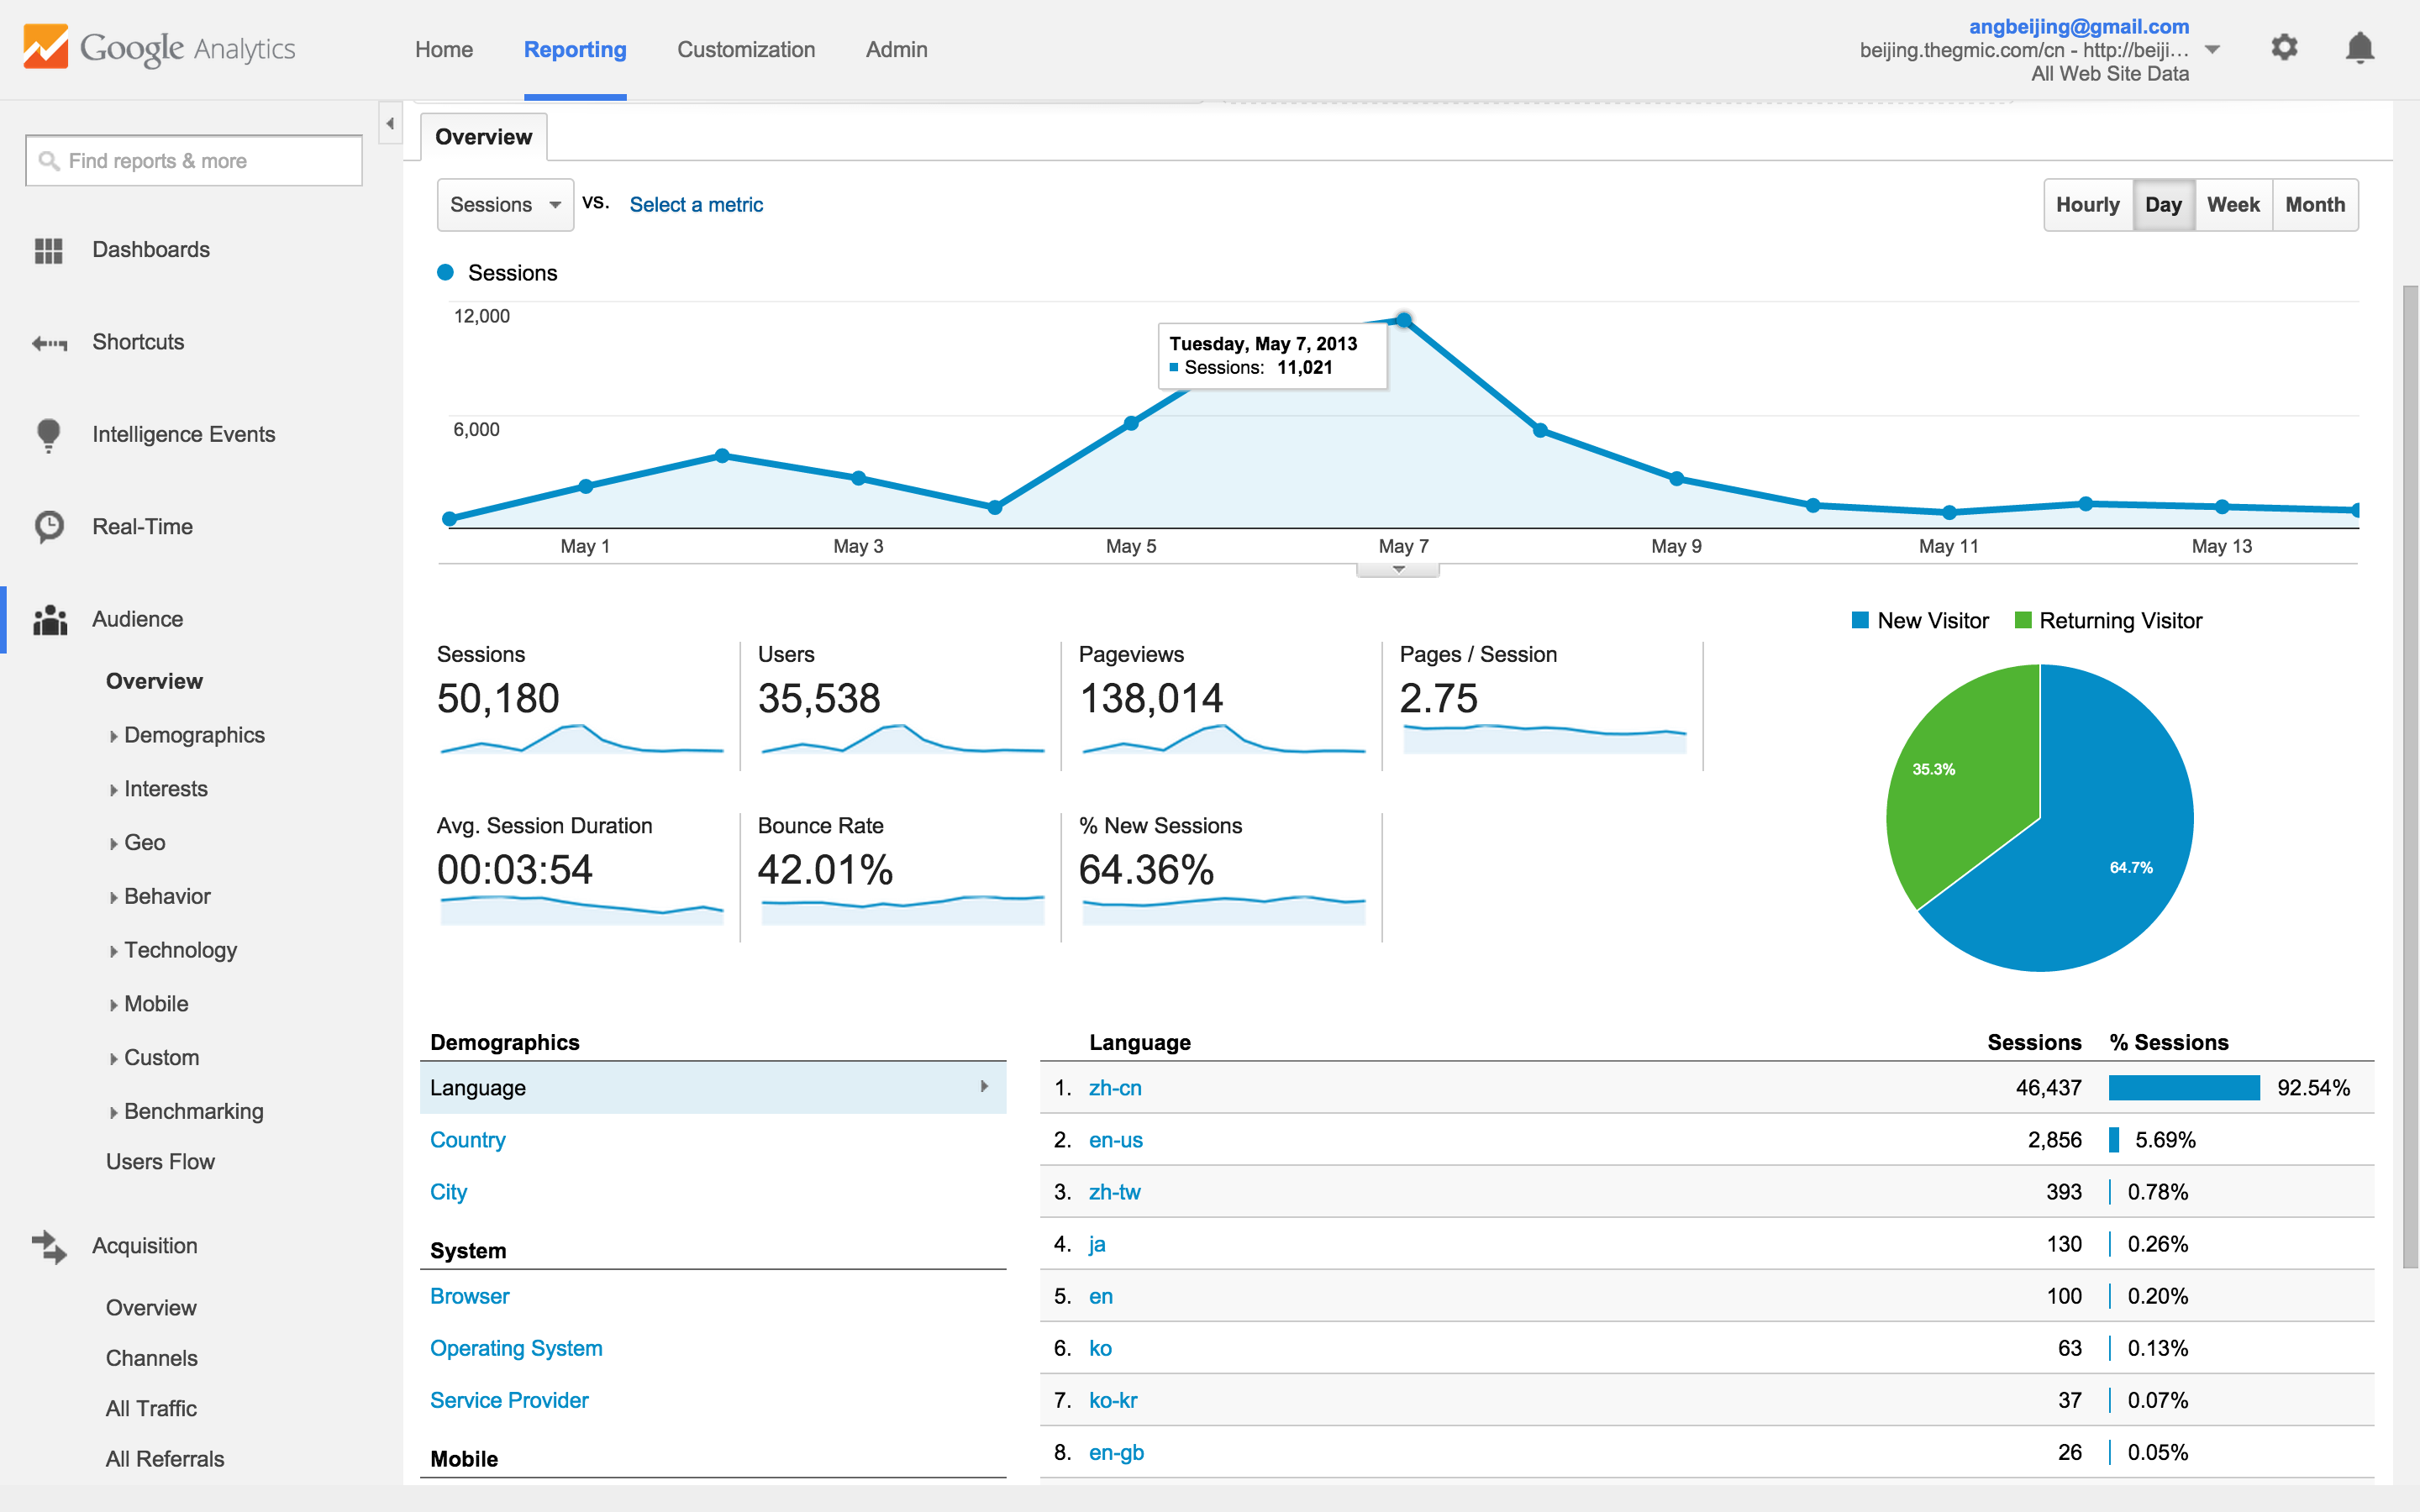 Google Analytics
Home
Reporting
Customization
Admin
angbeijing@gmail.com
beijing.thegmic.com/cn - http://beiji...
All Web Site Data
Find reports & more
Dashboards
Shortcuts
Intelligence Events
Real-Time
Audience
Overview
Demographics
Interests
Geo
Behavior
Technology
Mobile
Custom
Benchmarking
Users Flow
Acquisition
Overview
Channels
All Traffic
All Referrals
Overview
Sessions vs. Select a metric
Hourly Day Week Month
Sessions
12,000
6,000
Tuesday, May 7, 2013
Sessions: 11,021
May 1 May 3 May 5 May 7 May 9 May 11 May 13
Sessions
50,180
Users
35,538
Pageviews
138,014
Pages / Session
2.75
Avg. Session Duration
00:03:54
Bounce Rate
42.01%
% New Sessions
64.36%
New Visitor Returning Visitor
35.3%
64.7%
Demographics
Language
Country
City
System
Browser
Operating System
Service Provider
Mobile
Language Sessions % Sessions
1. zh-cn 46,437 92.54%
2. en-us 2,856 5.69%
3. zh-tw 393 0.78%
4. ja 130 0.26%
5. en 100 0.20%
6. ko 63 0.13%
7. ko-kr 37 0.07%
8. en-gb 26 0.05%